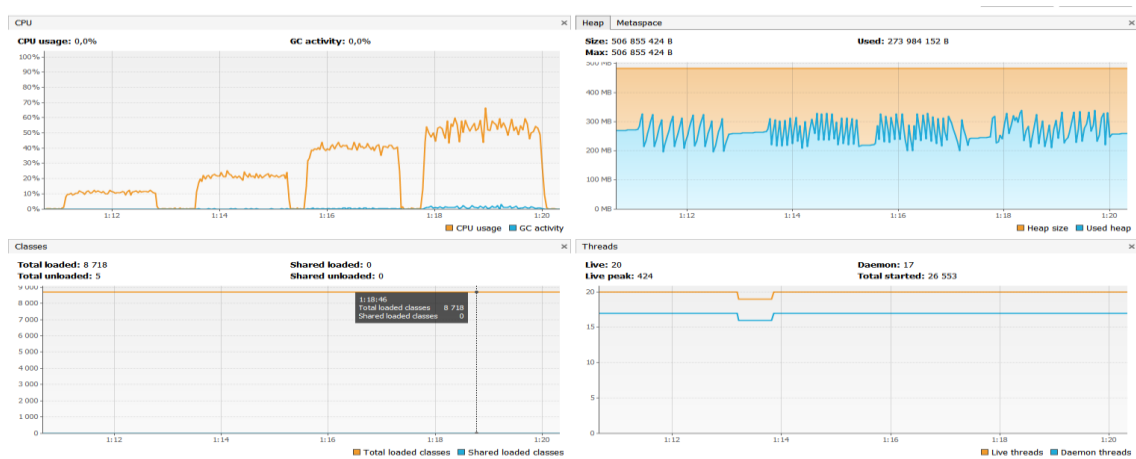 CPU ×
CPU usage: 0,0% GC activity: 0,0%
100%
90%
80%
70%
60%
50%
40%
30%
20%
10%
0%
1:12 1:14 1:16 1:18 1:20
CPU usage GC activity
Heap Metaspace ×
Size: 506 855 424 B Used: 273 984 152 B
Max: 506 855 424 B
500 MB
400 MB
300 MB
200 MB
100 MB
0 MB
1:12 1:14 1:16 1:18 1:20
Heap size Used heap
Classes ×
Total loaded: 8 718 Shared loaded: 0
Total unloaded: 5 Shared unloaded: 0
9 000
8 000
7 000
6 000
5 000
4 000
3 000
2 000
1 000
0
1:18:46
Total loaded classes 8 718
Shared loaded classes 0
1:12 1:14 1:16 1:18 1:20
Total loaded classes Shared loaded classes
Threads ×
Live: 20 Daemon: 17
Live peak: 424 Total started: 26 553
20
15
10
5
0
1:12 1:14 1:16 1:18 1:20
Live threads Daemon threads